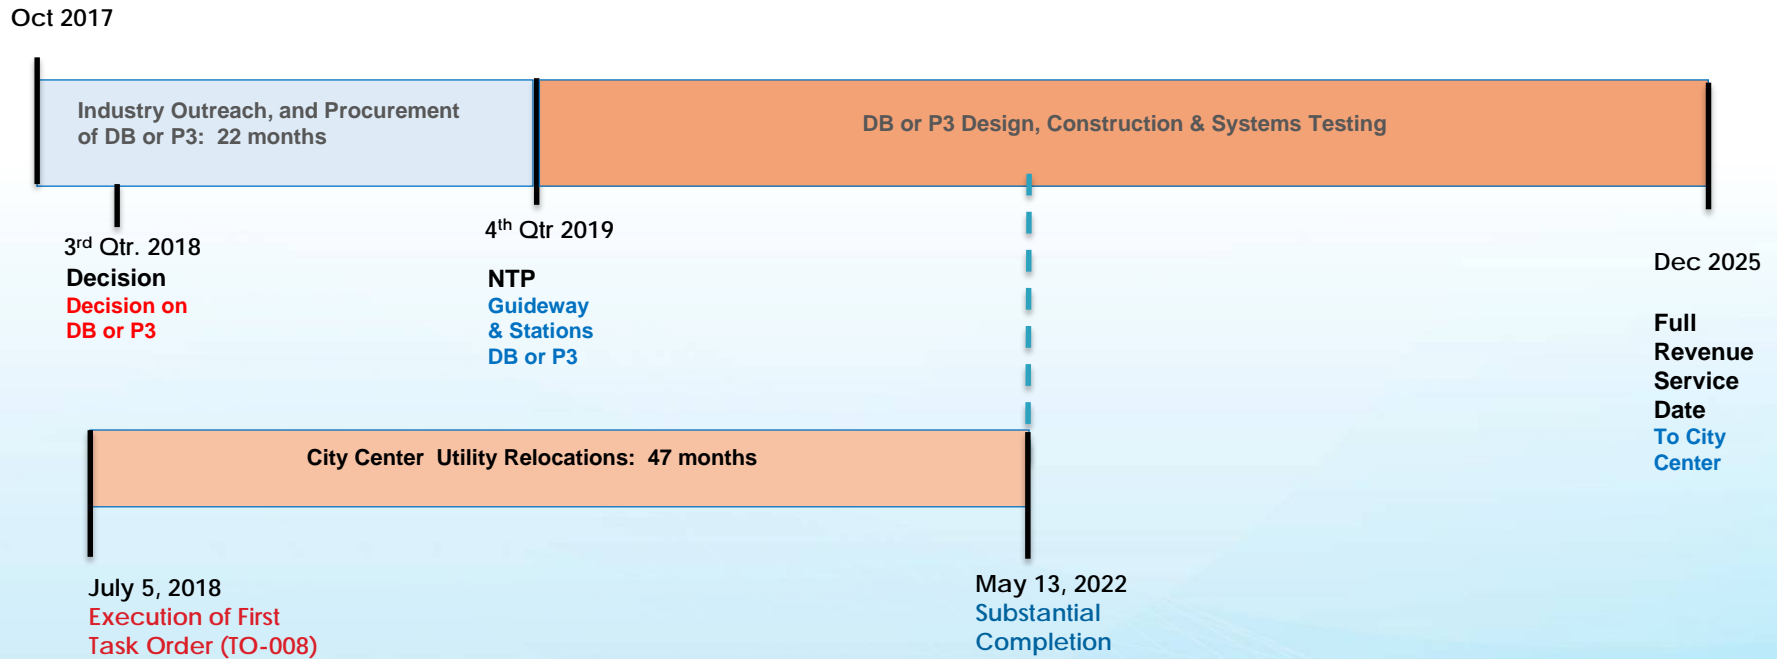 Oct 2017
Industry Outreach, and Procurement
of DB or P3: 22 months
DB or P3 Design, Construction & Systems Testing
3rd Qtr. 2018
Decision
Decision on
DB or P3
4th Qtr 2019
NTP
Guideway
& Stations
DB or P3
Dec 2025
Full
Revenue
Service
Date
To City
Center
City Center Utility Relocations: 47 months
July 5, 2018
Execution of First
Task Order (TO-008)
May 13, 2022
Substantial
Completion